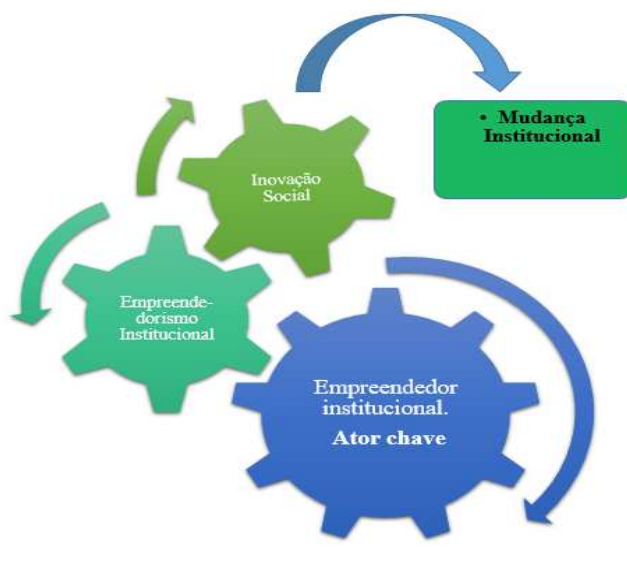 • Mudança
Institucional
Inovação
Social
Empreende-
dorismo
Institucional
Empreendedor
institucional.
Ator chave